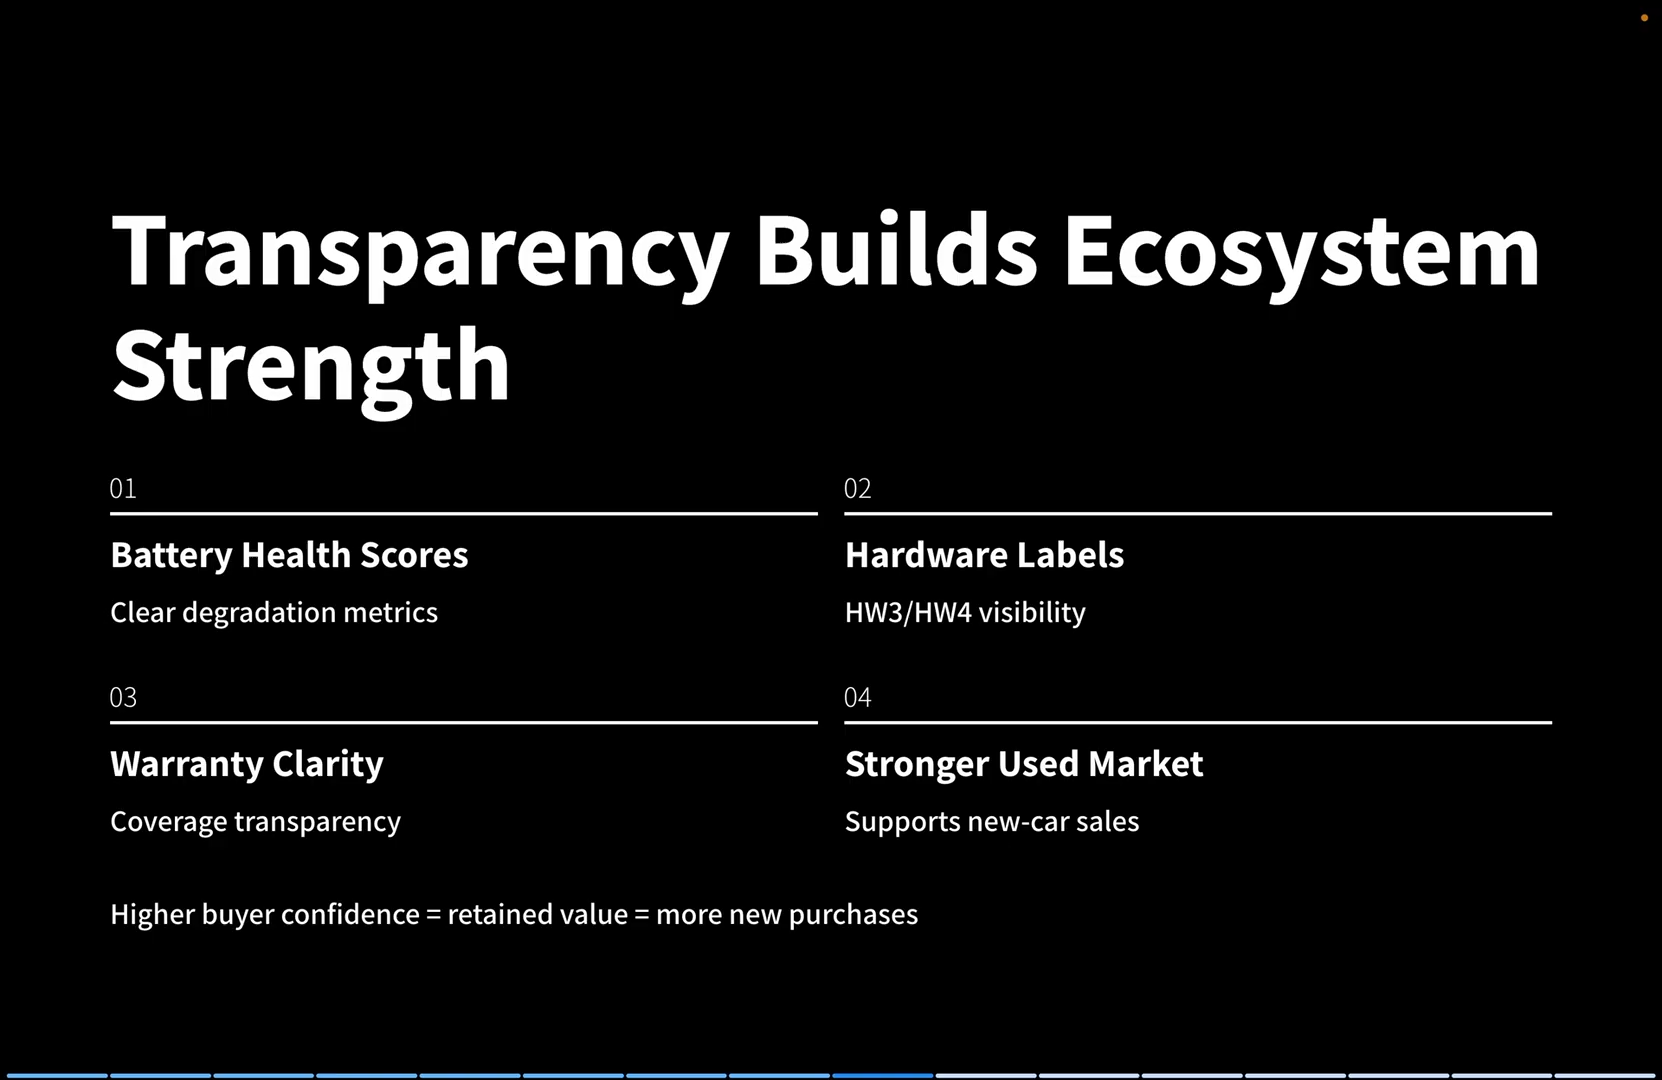 Transparency Builds Ecosystem
Strength
01
Battery Health Scores
Clear degradation metrics
02
Hardware Labels
HW3/HW4 visibility
03
Warranty Clarity
Coverage transparency
04
Stronger Used Market
Supports new-car sales
Higher buyer confidence = retained value = more new purchases